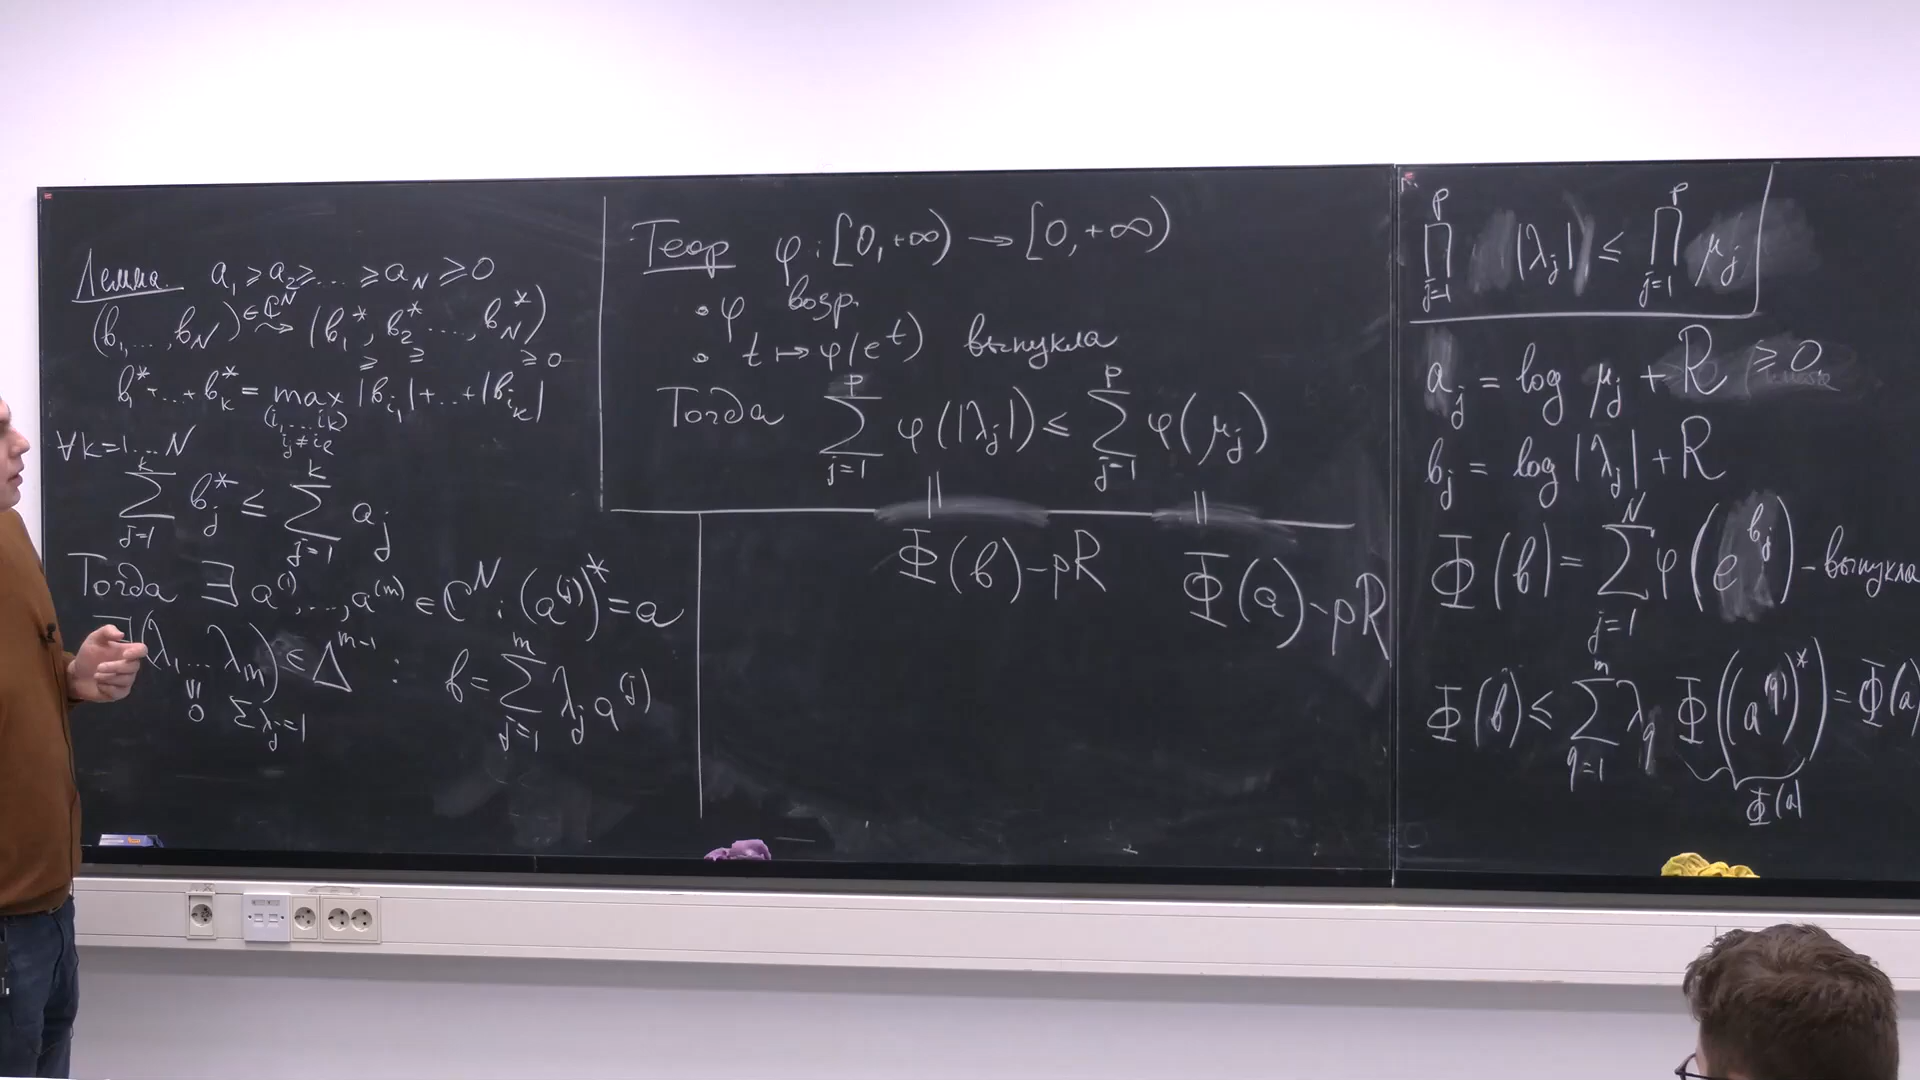 Лемма. a₁ ≥ a₂ ≥ ... ≥ a_N ≥ 0
(b₁, ..., b_N) ∈ ℂ^N ⤳ (b₁*, b₂* ..., b_N*)
≥ ≥ ≥ 0
b₁* + ... + b_k* = max |b_{i₁}| + ... + |b_{i_k}|
(i₁ ... i_k)
i_j ≠ i_e
∀k=1...N
∑_{j=1}^{k} b_j* ≤ ∑_{j=1}^{k} a_j
Тогда ∃ a^{(1)}, ..., a^{(m)} ∈ ℂ^N : (a^{(j)})* = a
∃(λ₁ ... λ_m) ∈ Δ^{m-1} : b = ∑_{j=1}^{m} λ_j a^{(j)}
≥ 0 ∑λ_j = 1
Теор φ : [0, +∞) → [0, +∞)
• φ возр.
• t ↦ φ(e^t) выпукла
Тогда ∑_{j=1}^{p} φ(|λ_j|) ≤ ∑_{j=1}^{p} φ(μ_j)
|| ||
Φ(b) - pR Φ(a) - pR
∏_{j=1}^{p} |λ_j| ≤ ∏_{j=1}^{p} μ_j
a_j = log μ_j + R ≥ 0
b_j = log |λ_j| + R
Φ(b) = ∑_{j=1}^{N} φ(e^{b_j}) - выпукла
Φ(b) ≤ ∑_{q=1}^{m} λ_q Φ((a^{(q)})*) = Φ(a)
Φ(a)